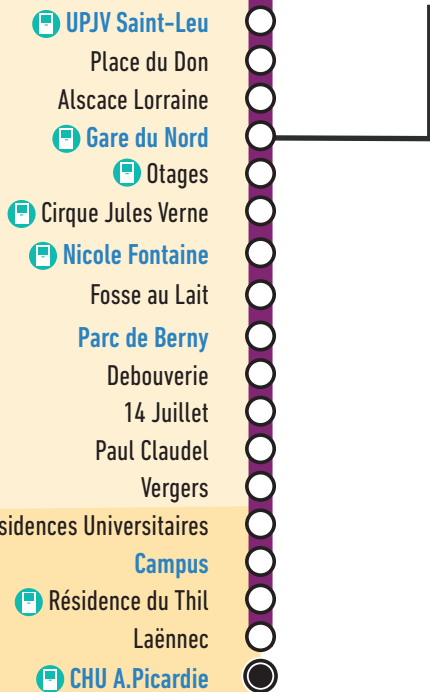 UPJV Saint-Leu
Place du Don
Alscace Lorraine
Gare du Nord
Otages
Cirque Jules Verne
Nicole Fontaine
Fosse au Lait
Parc de Berny
Debouverie
14 Juillet
Paul Claudel
Vergers
sidences Universitaires
Campus
Résidence du Thil
Laënnec
CHU A.Picardie